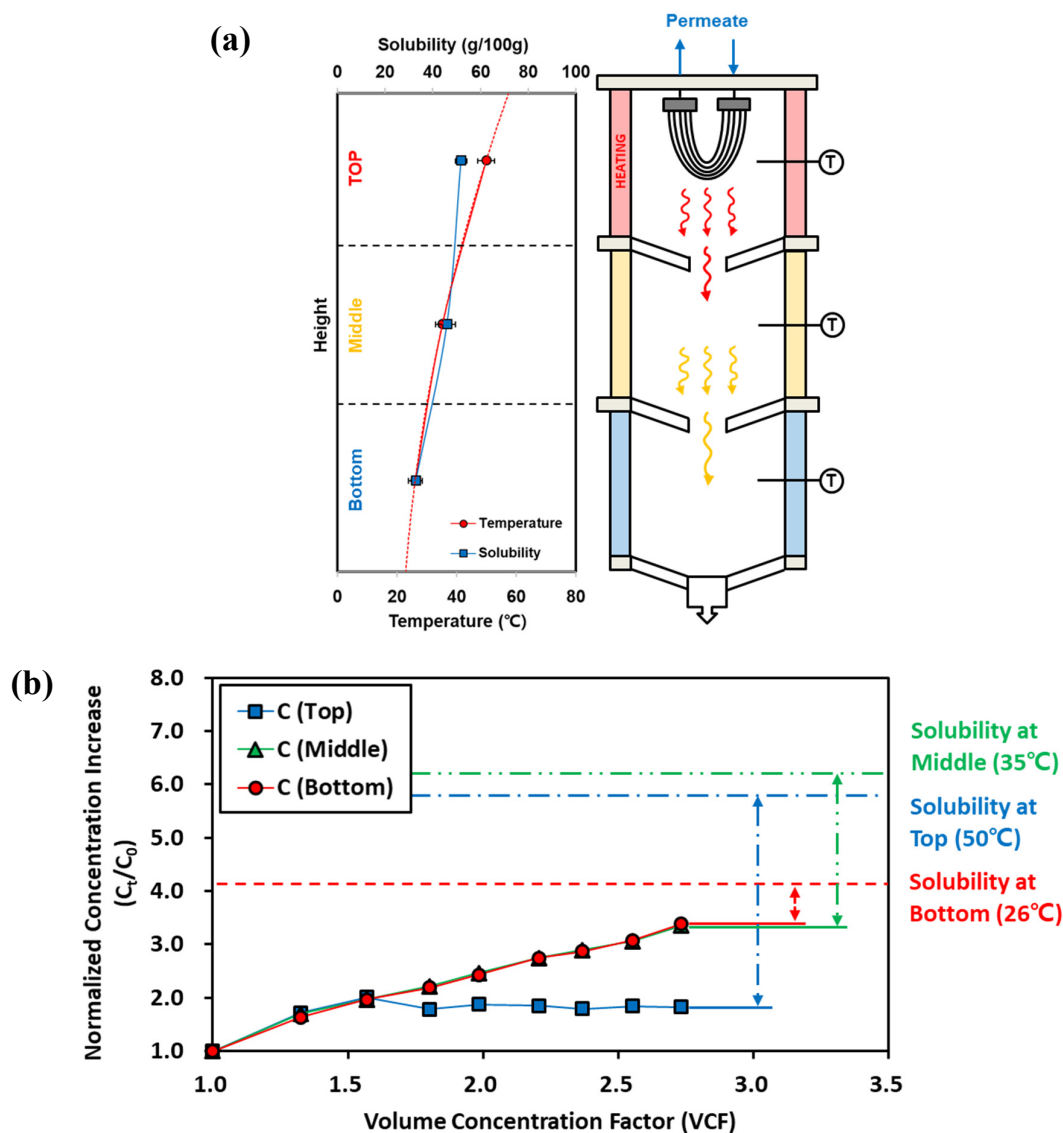 (a)
Solubility (g/100g)
0 20 40 60 80 100
Height
TOP
Middle
Bottom
Temperature
Solubility
0 20 40 60 80
Temperature (℃)
Permeate
HEATING
T
T
T
(b)
Normalized Concentration Increase
(Ct/C0)
8.0
7.0
6.0
5.0
4.0
3.0
2.0
1.0
C (Top)
C (Middle)
C (Bottom)
Solubility at
Middle (35℃)
Solubility at
Top (50℃)
Solubility at
Bottom (26℃)
1.0 1.5 2.0 2.5 3.0 3.5
Volume Concentration Factor (VCF)